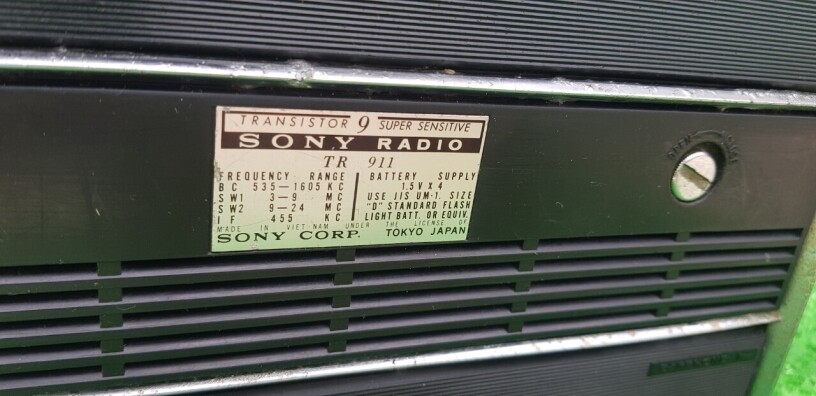 TRANSISTOR 9 SUPER SENSITIVE
SONY RADIO
TR 911
FREQUENCY RANGE
BC 535—1605 KC
SW1 3—9 MC
SW2 9—24 MC
IF 455 KC
BATTERY SUPPLY
1.5V X 4
USE JIS UM-1. SIZE
"D" STANDARD FLASH
LIGHT BATT. OR EQUIV.
MADE IN VIET-NAM UNDER THE LICENSE OF
SONY CORP. TOKYO JAPAN
OPEN